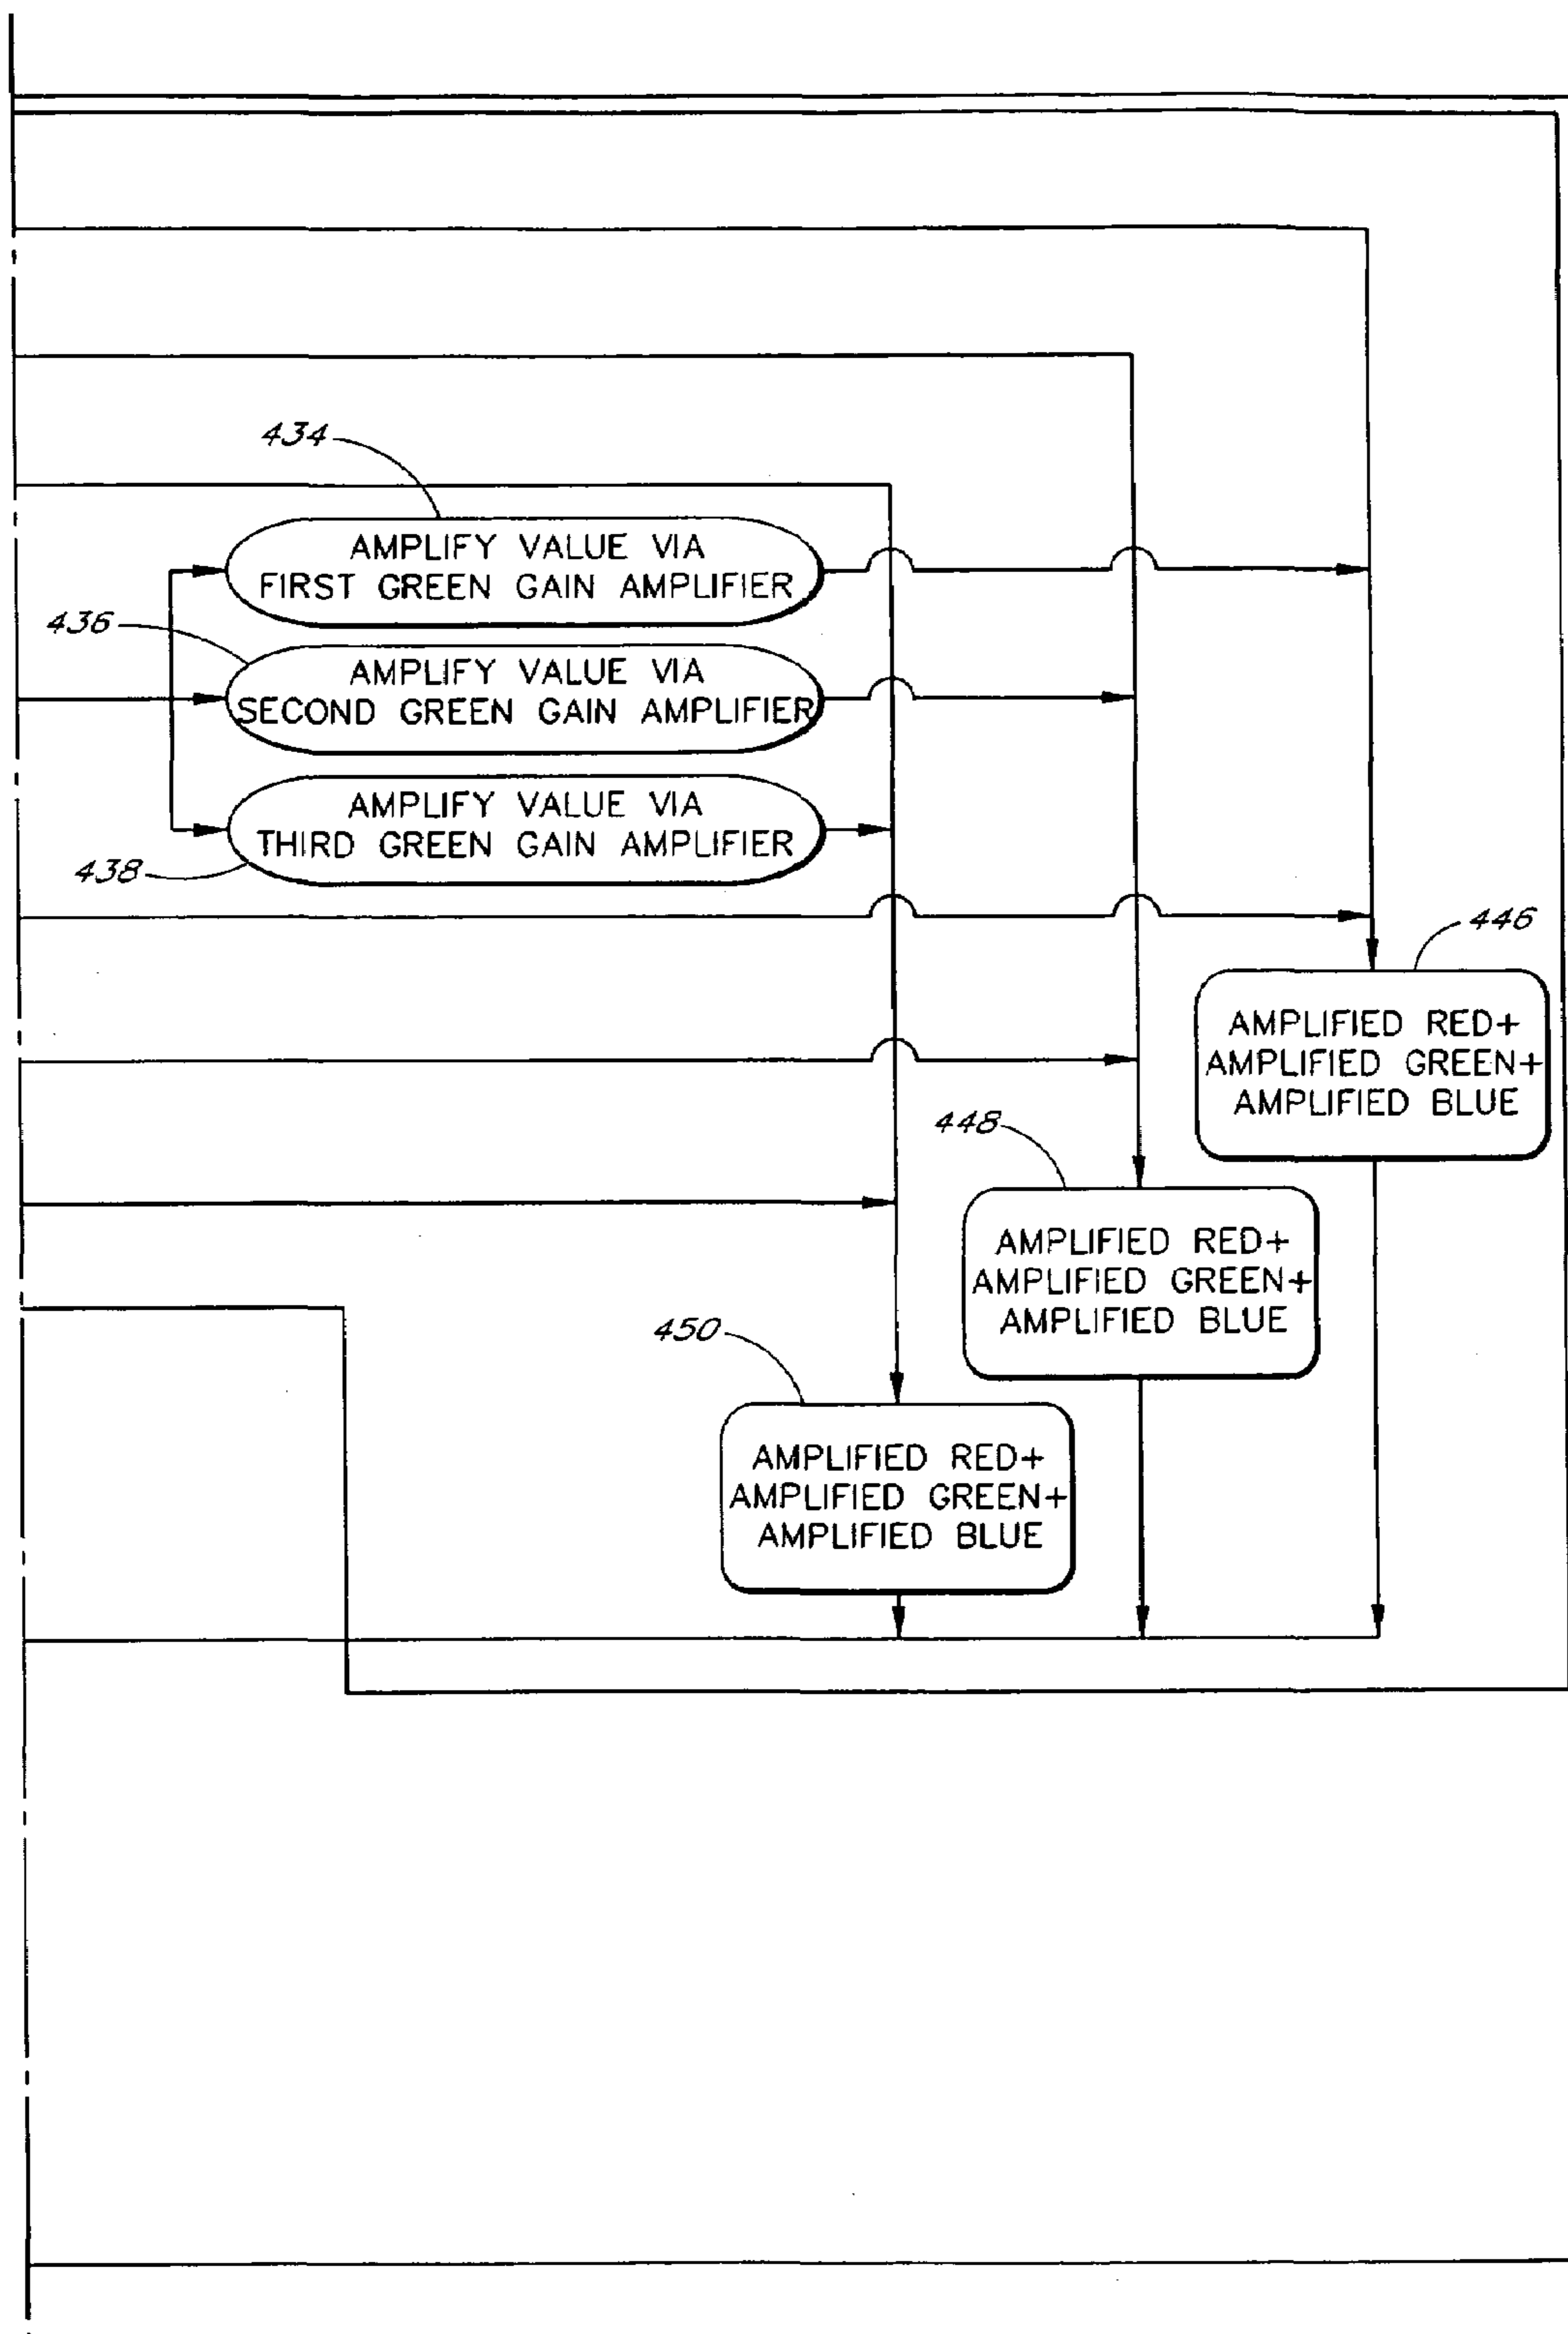 434
AMPLIFY VALUE VIA
FIRST GREEN GAIN AMPLIFIER
436
AMPLIFY VALUE VIA
SECOND GREEN GAIN AMPLIFIER
AMPLIFY VALUE VIA
THIRD GREEN GAIN AMPLIFIER
438
446
AMPLIFIED RED+
AMPLIFIED GREEN+
AMPLIFIED BLUE
448
AMPLIFIED RED+
AMPLIFIED GREEN+
AMPLIFIED BLUE
450
AMPLIFIED RED+
AMPLIFIED GREEN+
AMPLIFIED BLUE